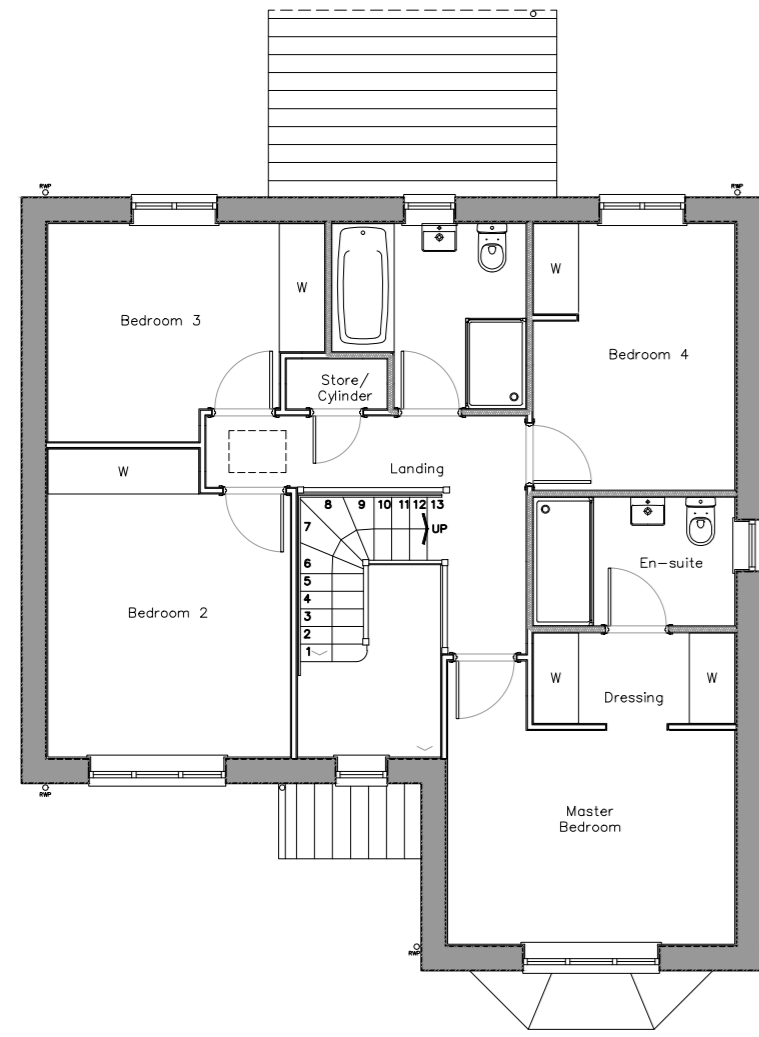 RWP
RWP
W
W
Bedroom 3
Bedroom 4
Store/
Cylinder
Landing
W
8 9 10 11 12 13
7
UP
6
5
4
3
2
1
En-suite
Bedroom 2
W
W
Dressing
RWP
Master
Bedroom
RWP